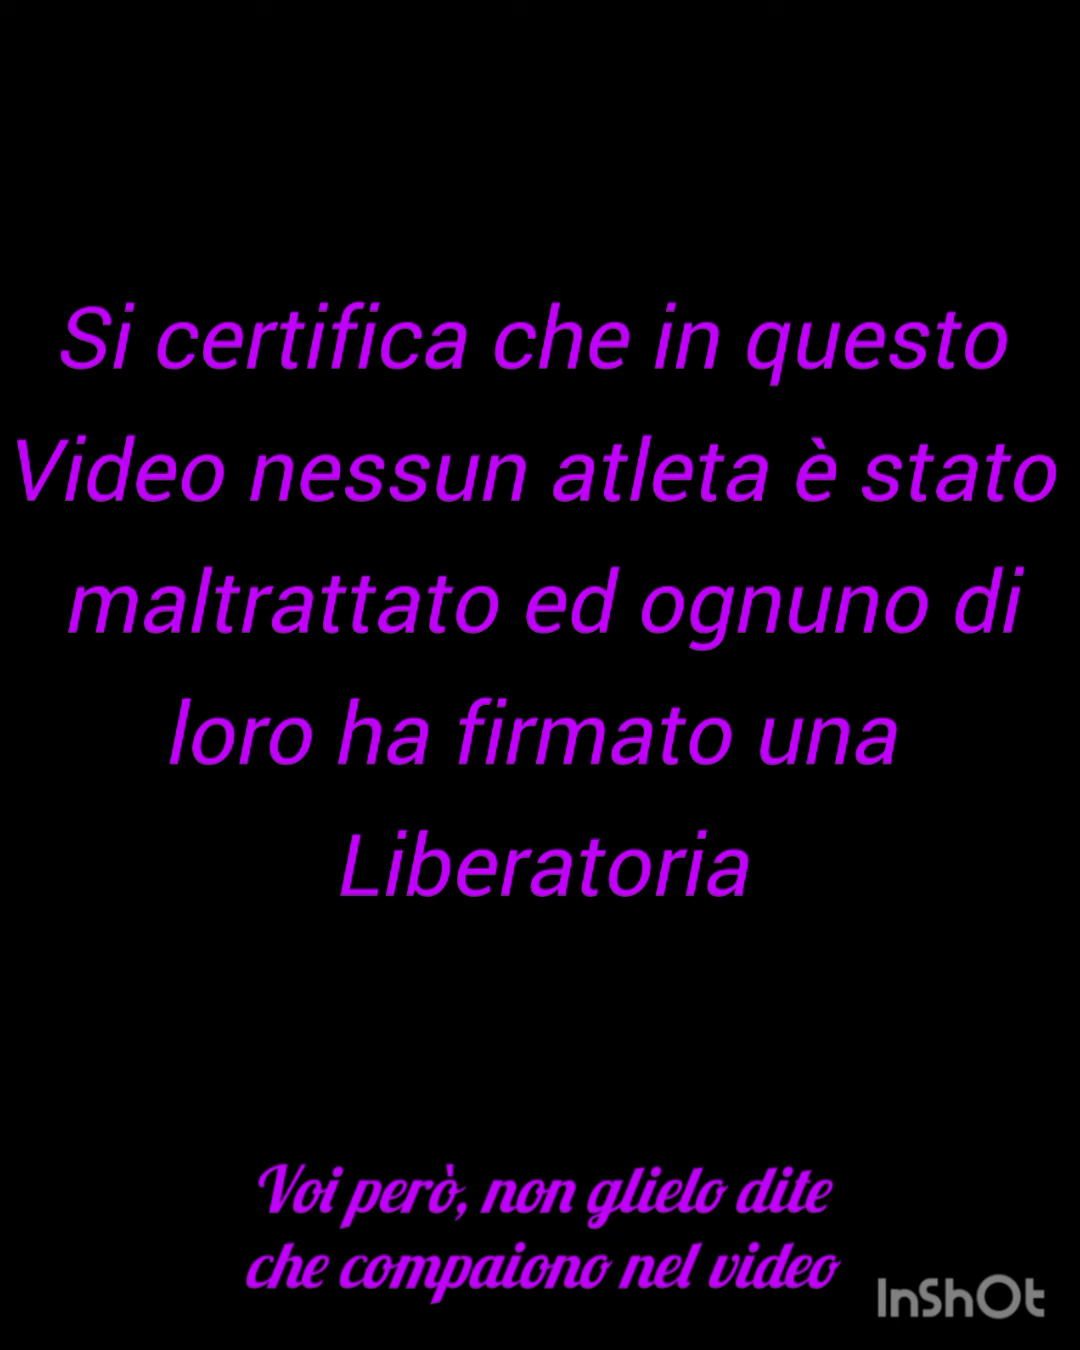 Si certifica che in questo
Video nessun atleta è stato
maltrattato ed ognuno di
loro ha firmato una
Liberatoria
Voi però, non glielo dite
che compaiono nel video
InShOt